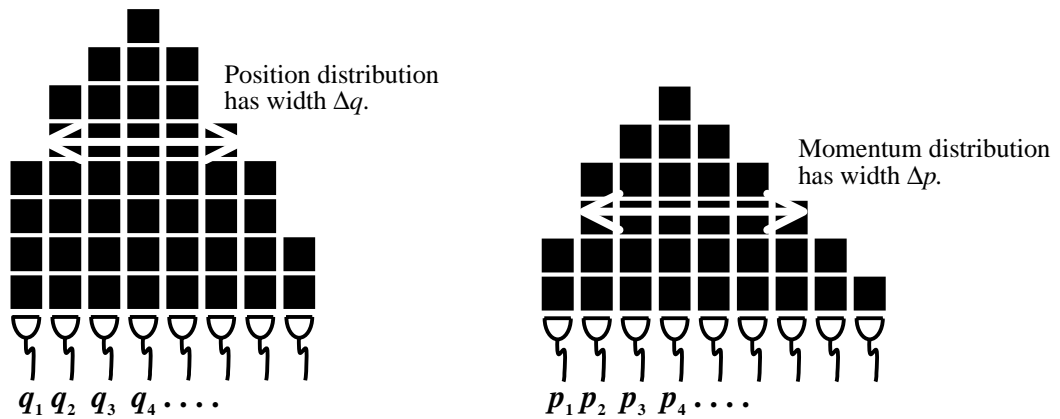 Position distribution
has width Δq.
Momentum distribution
has width Δp.
q₁ q₂ q₃ q₄ . . . .
p₁ p₂ p₃ p₄ . . . .